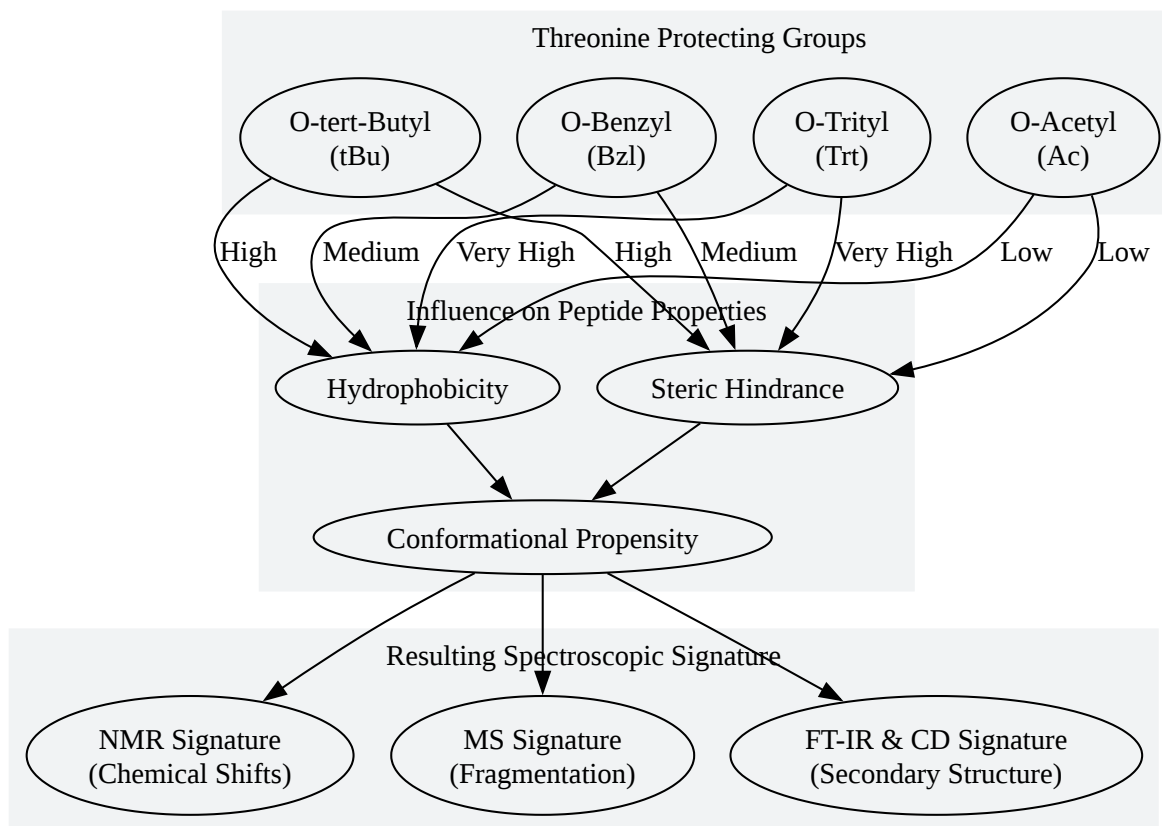 Threonine Protecting Groups
O-tert-Butyl
(tBu)
O-Benzyl
(Bzl)
O-Trityl
(Trt)
O-Acetyl
(Ac)
High
Medium
Very High
High
Medium
Very High
Low
Low
Influence on Peptide Properties
Hydrophobicity
Steric Hindrance
Conformational Propensity
Resulting Spectroscopic Signature
NMR Signature
(Chemical Shifts)
MS Signature
(Fragmentation)
FT-IR & CD Signature
(Secondary Structure)